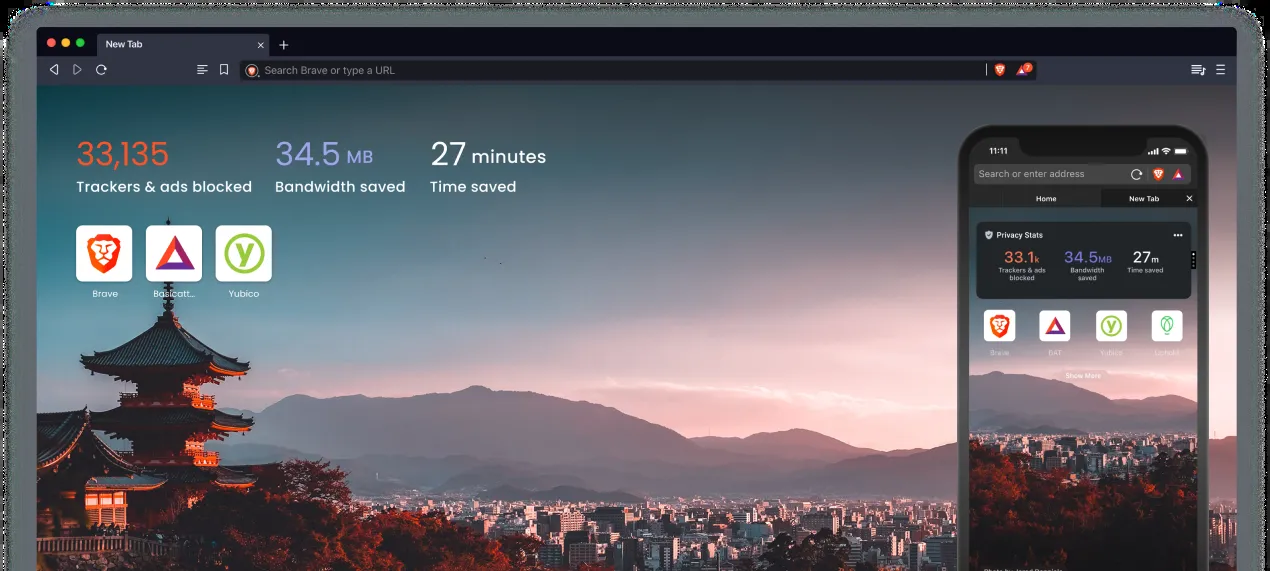 New Tab
Search Brave or type a URL
7
33,135
Trackers & ads blocked
34.5 MB
Bandwidth saved
27 minutes
Time saved
Brave
Basicatt...
Yubico
11:11
Search or enter address
Home
New Tab
Privacy Stats
33.1k
Trackers & ads
blocked
34.5MB
Bandwidth
saved
27m
Time saved
Brave
BAT
Yubico
Show More